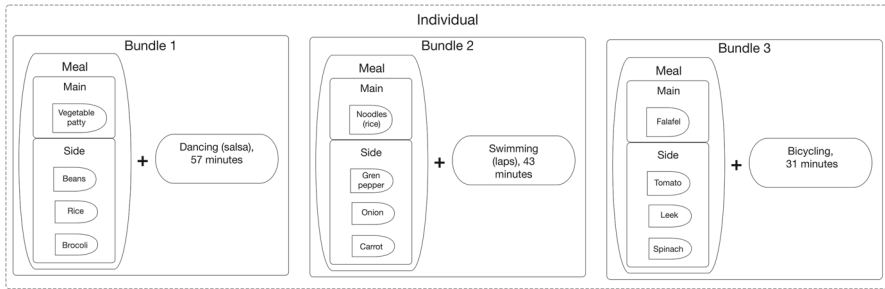 Individual
Bundle 1
Meal
Main
Vegetable
patty
Side
Beans
Rice
Brocoli
+
Dancing (salsa),
57 minutes
Bundle 2
Meal
Main
Noodles
(rice)
Side
Gren
pepper
Onion
Carrot
+
Swimming
(laps), 43
minutes
Bundle 3
Meal
Main
Falafel
Side
Tomato
Leek
Spinach
+
Bicycling,
31 minutes